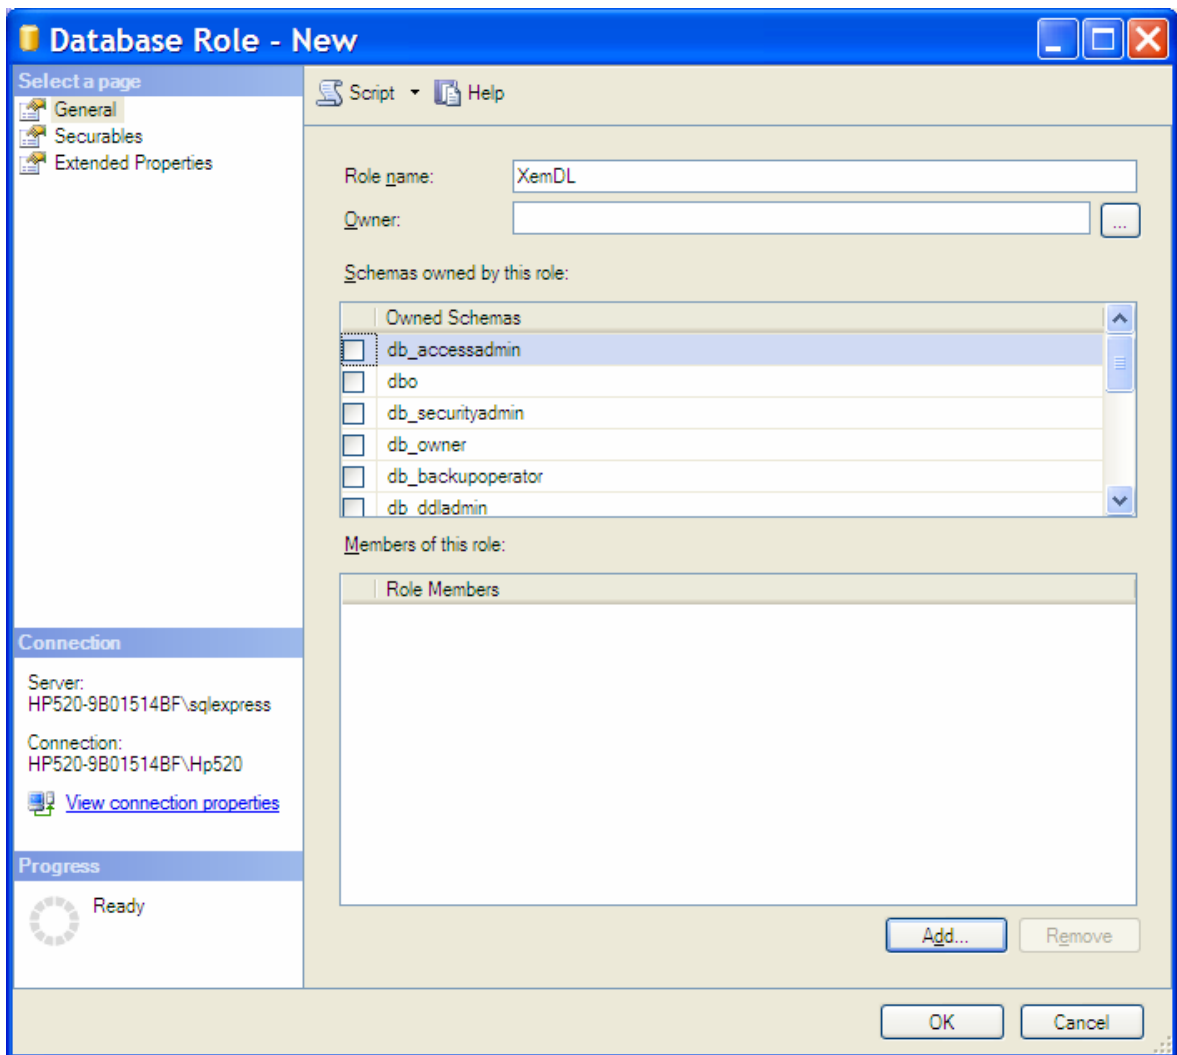 Database Role - New
Select a page
General
Securables
Extended Properties
Script
Help
Role name:
XemDL
Owner:
...
Schemas owned by this role:
Owned Schemas
db_accessadmin
dbo
db_securityadmin
db_owner
db_backupoperator
db_ddladmin
Members of this role:
Role Members
Connection
Server:
HP520-9B01514BF\sqlexpress
Connection:
HP520-9B01514BF\Hp520
View connection properties
Progress
Ready
Add...
Remove
OK
Cancel